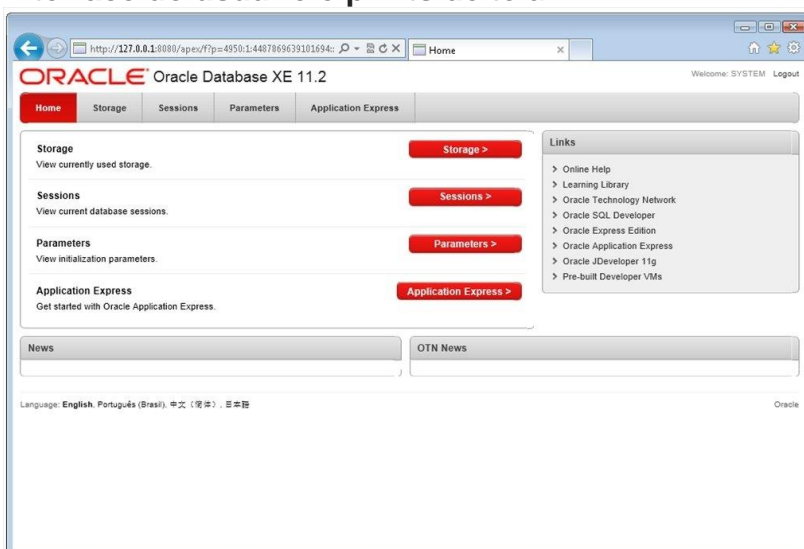 http://127.0.0.1:8080/apex/f?p=4950:1:4487869639101694::
Home
ORACLE Oracle Database XE 11.2
Welcome: SYSTEM Logout
Home Storage Sessions Parameters Application Express
Storage
View currently used storage.
Storage >
Sessions
View current database sessions.
Sessions >
Parameters
View initialization parameters.
Parameters >
Application Express
Get started with Oracle Application Express.
Application Express >
Links
> Online Help
> Learning Library
> Oracle Technology Network
> Oracle SQL Developer
> Oracle Express Edition
> Oracle Application Express
> Oracle JDeveloper 11g
> Pre-built Developer VMs
News
OTN News
Language: English, Português (Brasil), 中文（简体）, 日本語
Oracle